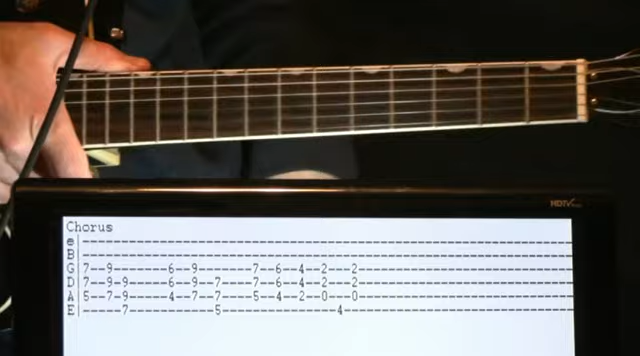 HDTV
Chorus
e|------------------------------------------------------------
B|------------------------------------------------------------
G|7--9------6--9------7--6--4--2---2--------------------------
D|7--9--9---6--9--7---7--6--4--2---2--------------------------
A|5--7--9---4--7--7---5--4--2--0---0--------------------------
E|-----7----------5--------------4----------------------------